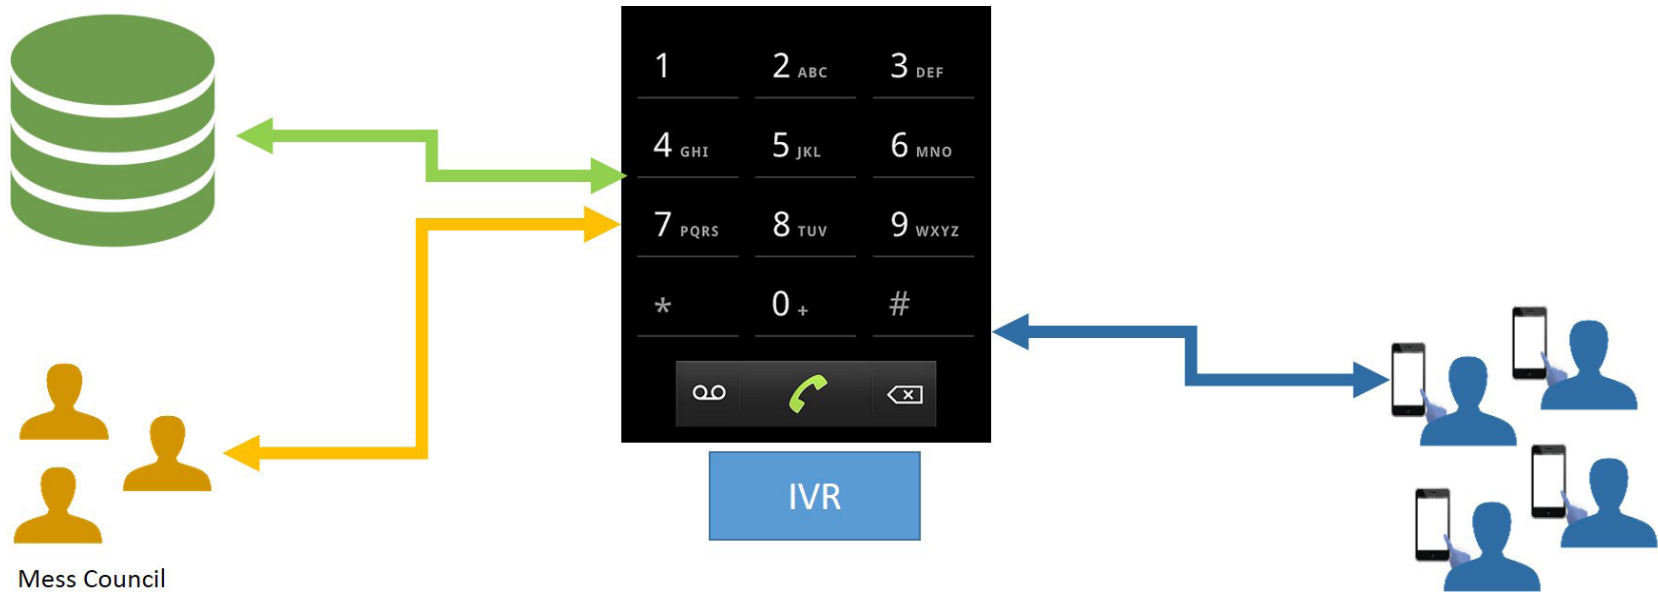 1 2 ABC 3 DEF
4 GHI 5 JKL 6 MNO
7 PQRS 8 TUV 9 WXYZ
* 0 + #
IVR
Mess Council